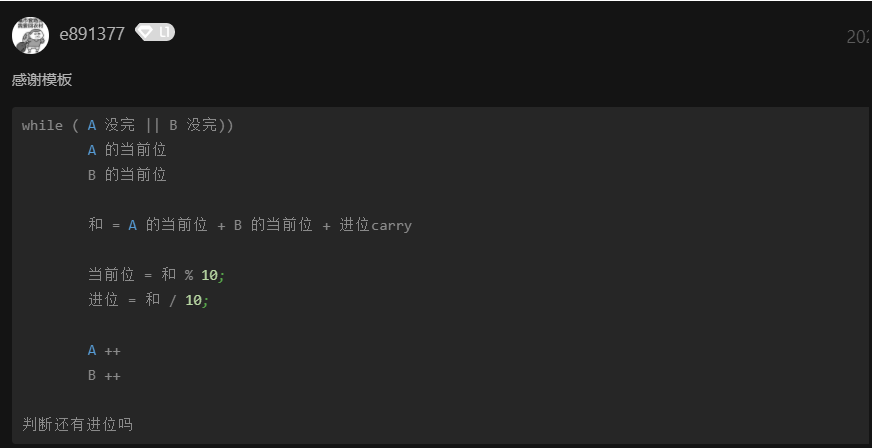 e891377 L1
202
感谢模板
while ( A 没完 || B 没完))
A 的当前位
B 的当前位
和 = A 的当前位 + B 的当前位 + 进位carry
当前位 = 和 % 10;
进位 = 和 / 10;
A ++
B ++
判断还有进位吗